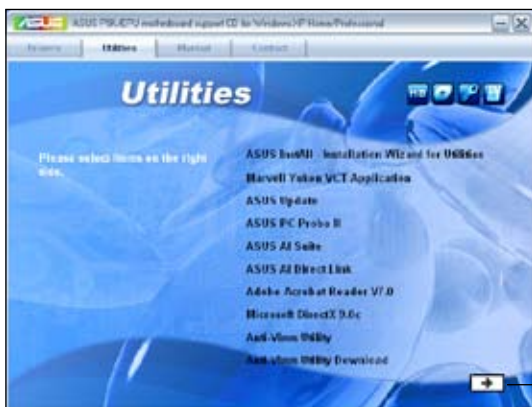 ASUS P5K/EPU motherboard support CD for Windows XP Home/Professional
Drivers Utilities Manual Contact
Utilities
Please select items on the right side.
ASUS InstAll - Installation Wizard for Utilities
Marvell Yukon VCT Application
ASUS Update
ASUS PC Probe II
ASUS AI Suite
ASUS AI Direct Link
Adobe Acrobat Reader V7.0
Microsoft DirectX 9.0c
Anti-Virus Utility
Anti-Virus Utility Download